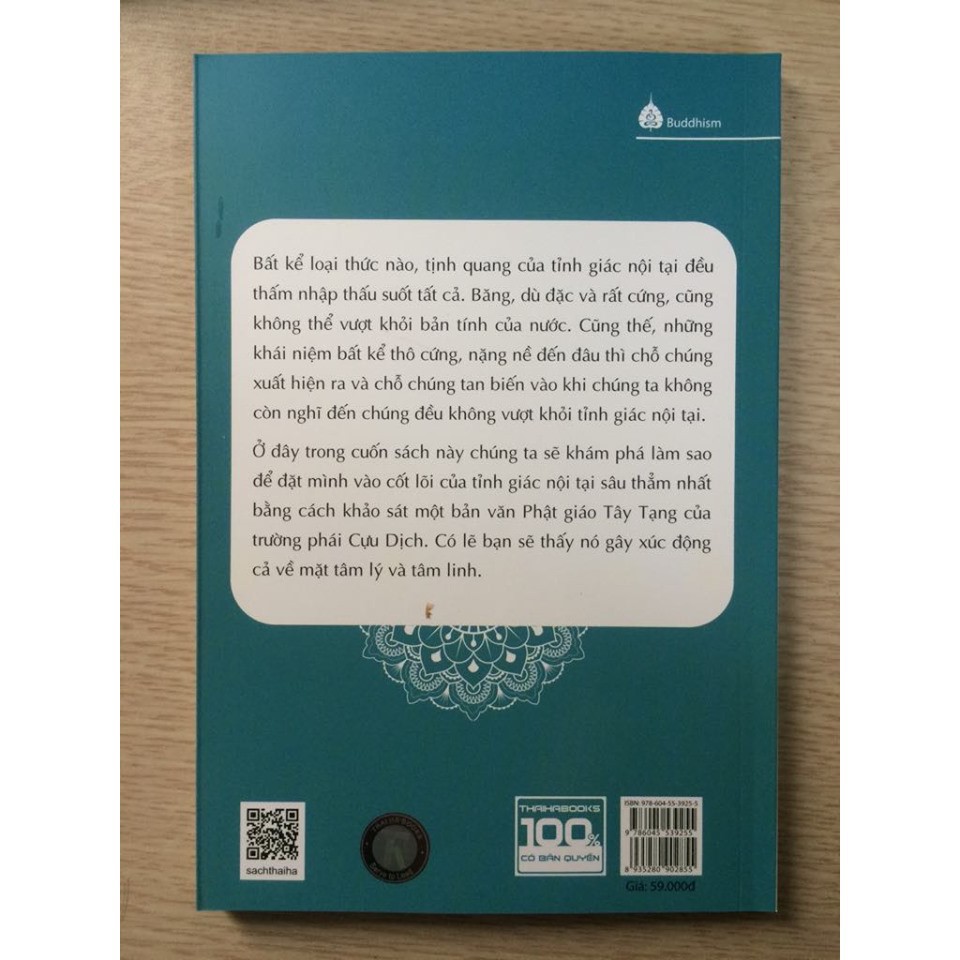 Buddhism
Bất kể loại thức nào, tịnh quang của tỉnh giác nội tại đều
thấm nhập thấu suốt tất cả. Băng, dù đặc và rất cứng, cũng
không thể vượt khỏi bản tính của nước. Cũng thế, những
khái niệm bất kể thô cứng, nặng nề đến đâu thì chỗ chúng
xuất hiện ra và chỗ chúng tan biến vào khi chúng ta không
còn nghĩ đến chúng đều không vượt khỏi tỉnh giác nội tại.
Ở đây trong cuốn sách này chúng ta sẽ khám phá làm sao
để đặt mình vào cốt lõi của tỉnh giác nội tại sâu thẳm nhất
bằng cách khảo sát một bản văn Phật giáo Tây Tạng của
trường phái Cựu Dịch. Có lẽ bạn sẽ thấy nó gây xúc động
cả về mặt tâm lý và tâm linh.
sachthaiha
THAIHABOOKS
100%
CÓ BẢN QUYỀN
ISBN: 978-604-55-3925-5
9 786045 539255
8 935280 902855
Giá: 59.000đ